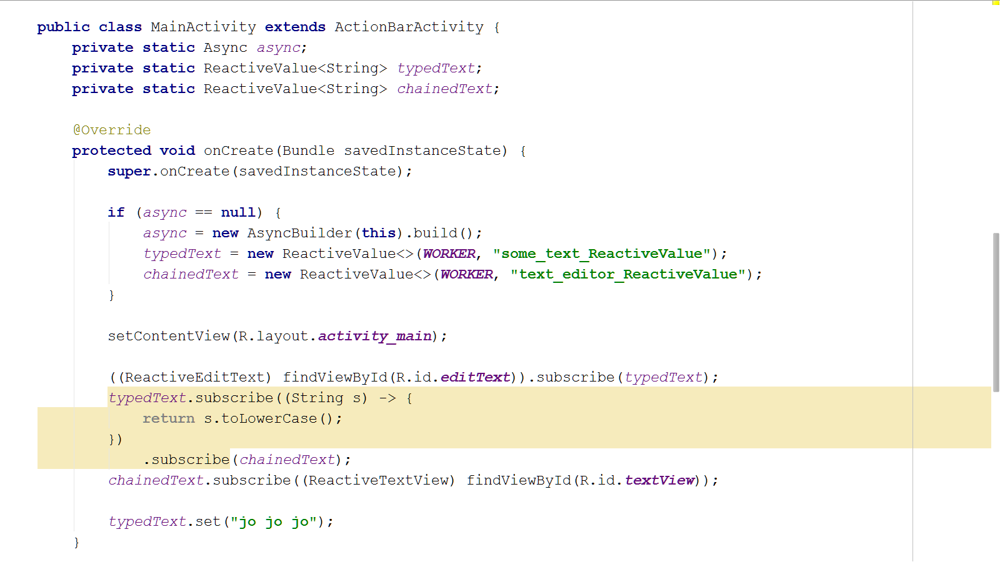 public class MainActivity extends ActionBarActivity {
    private static Async async;
    private static ReactiveValue<String> typedText;
    private static ReactiveValue<String> chainedText;

    @Override
    protected void onCreate(Bundle savedInstanceState) {
        super.onCreate(savedInstanceState);

        if (async == null) {
            async = new AsyncBuilder(this).build();
            typedText = new ReactiveValue<>(WORKER, "some_text_ReactiveValue");
            chainedText = new ReactiveValue<>(WORKER, "text_editor_ReactiveValue");
        }

        setContentView(R.layout.activity_main);

        ((ReactiveEditText) findViewById(R.id.editText)).subscribe(typedText);
        typedText.subscribe((String s) -> {
            return s.toLowerCase();
        })
            .subscribe(chainedText);
        chainedText.subscribe((ReactiveTextView) findViewById(R.id.textView));

        typedText.set("jo jo jo");
    }